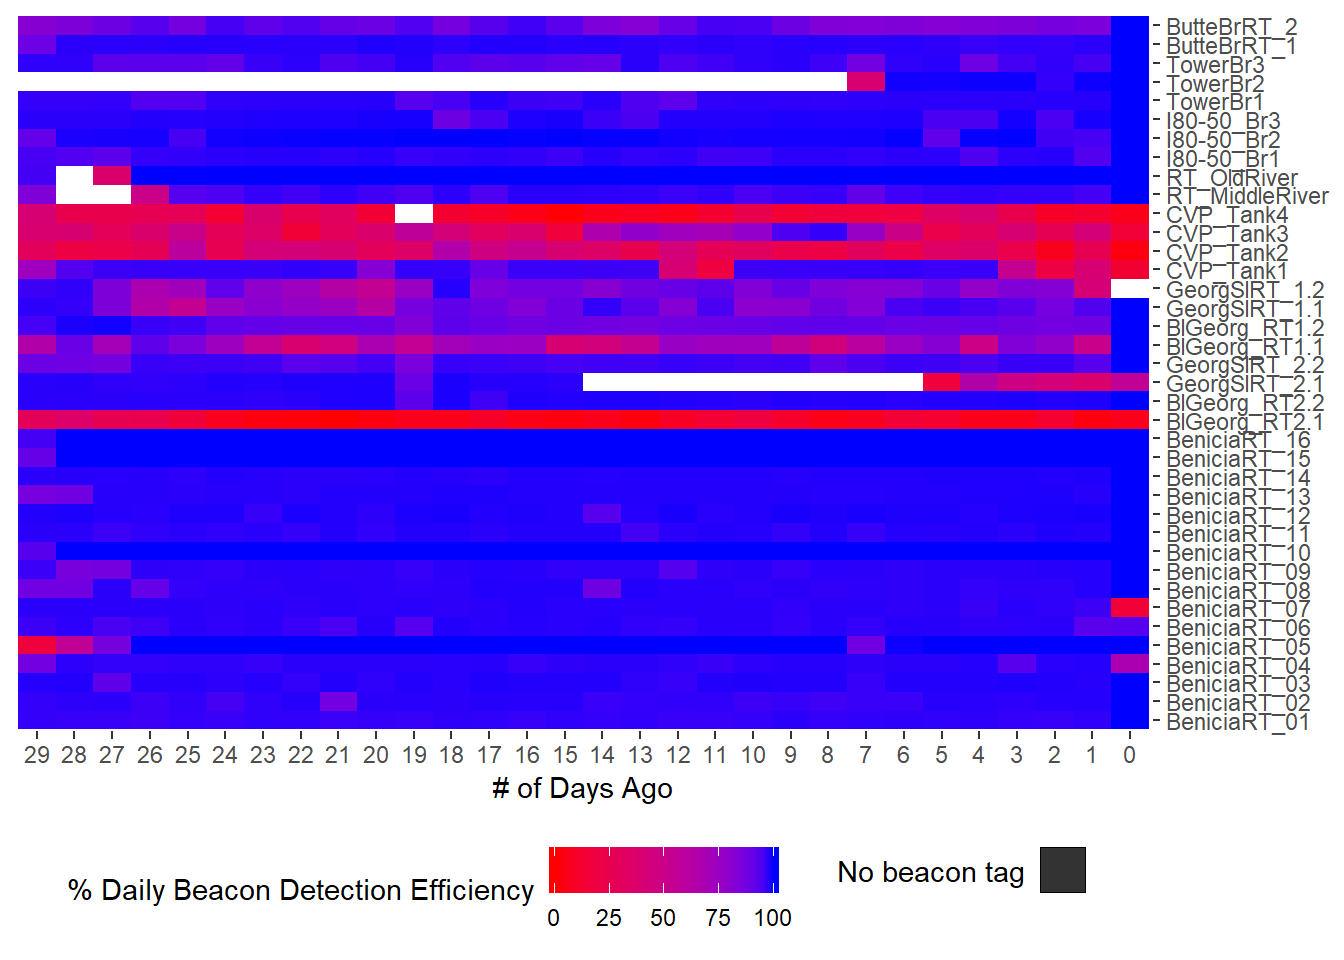 ButteBrRT_2
ButteBrRT_1
TowerBr3
TowerBr2
TowerBr1
I80-50_Br3
I80-50_Br2
I80-50_Br1
RT_OldRiver
RT_MiddleRiver
CVP_Tank4
CVP_Tank3
CVP_Tank2
CVP_Tank1
GeorgSlRT_1.2
GeorgSlRT_1.1
BlGeorg_RT1.2
BlGeorg_RT1.1
GeorgSlRT_2.2
GeorgSlRT_2.1
BlGeorg_RT2.2
BlGeorg_RT2.1
BeniciaRT_16
BeniciaRT_15
BeniciaRT_14
BeniciaRT_13
BeniciaRT_12
BeniciaRT_11
BeniciaRT_10
BeniciaRT_09
BeniciaRT_08
BeniciaRT_07
BeniciaRT_06
BeniciaRT_05
BeniciaRT_04
BeniciaRT_03
BeniciaRT_02
BeniciaRT_01
29 28 27 26 25 24 23 22 21 20 19 18 17 16 15 14 13 12 11 10 9 8 7 6 5 4 3 2 1 0
# of Days Ago
% Daily Beacon Detection Efficiency
0 25 50 75 100
No beacon tag